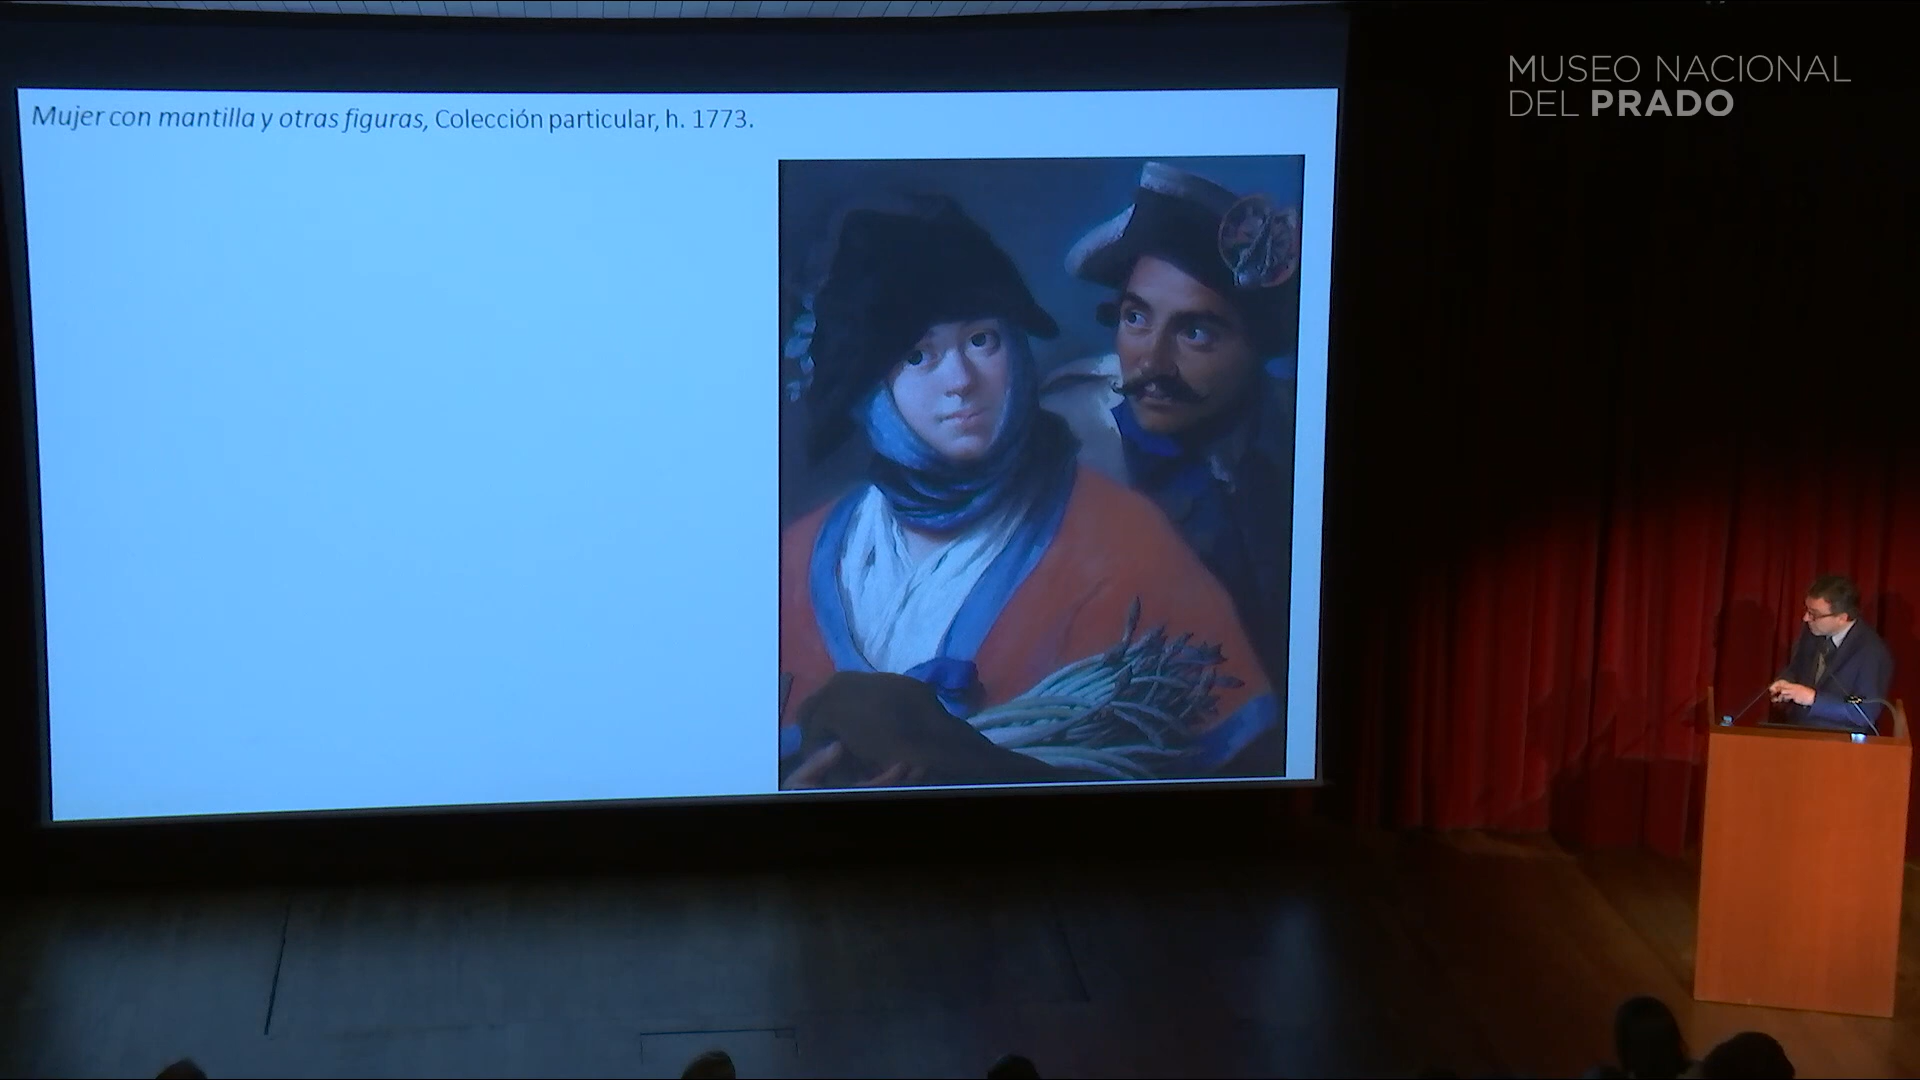 MUSEO NACIONAL
DEL PRADO
Mujer con mantilla y otras figuras, Colección particular, h. 1773.